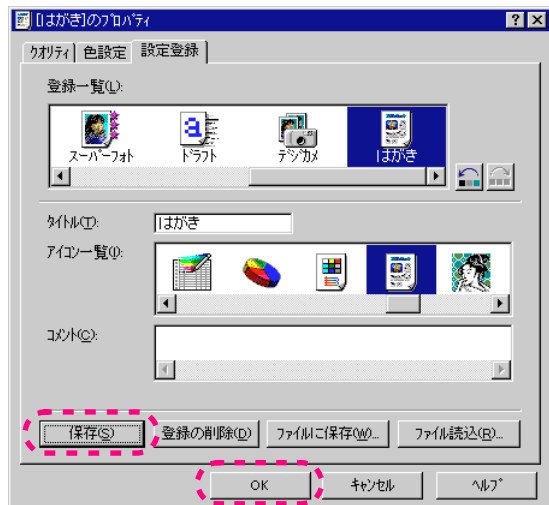 [はがき]のプロパティ
クオリティ 色設定 設定登録
登録一覧(L):
スーパーフォト ドラフト デジカメ はがき
タイトル(T): はがき
アイコン一覧(I):
コメント(C):
保存(S) 登録の削除(D) ファイルに保存(W)... ファイル読込(R)...
OK キャンセル ヘルプ